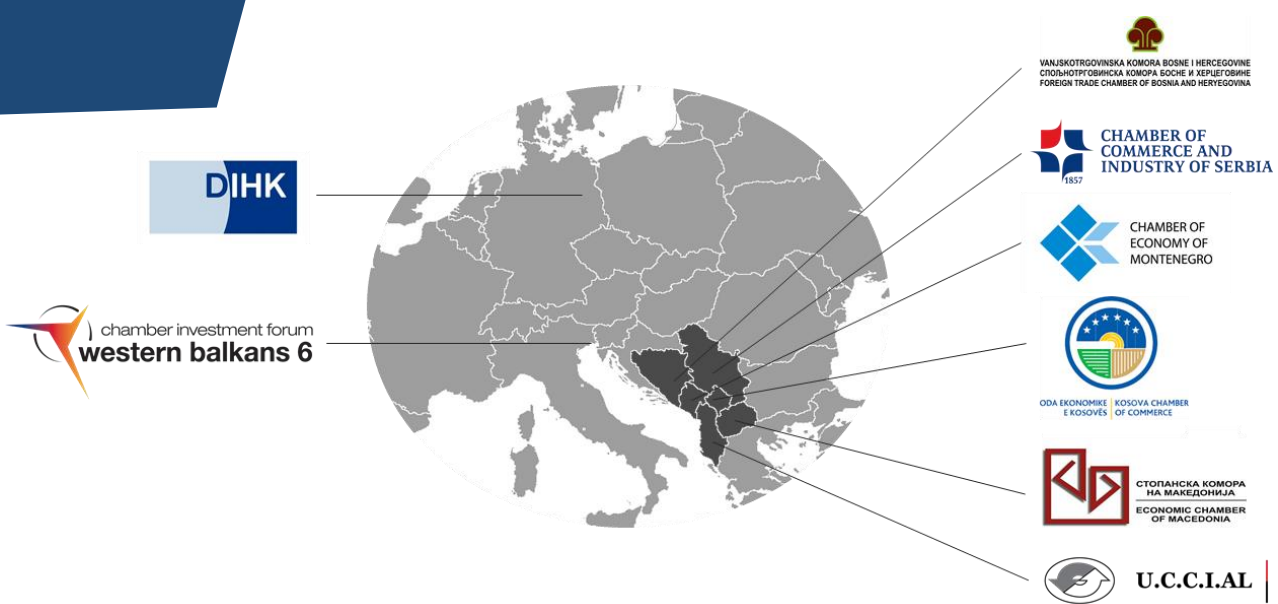 DIHK
chamber investment forum
western balkans 6
VANJSKOTRGOVINSKA KOMORA BOSNE I HERCEGOVINE
СПОЉНОТРГОВИНСКА КОМОРА БОСНЕ И ХЕРЦЕГОВИНЕ
FOREIGN TRADE CHAMBER OF BOSNIA AND HERYEGOVINA
CHAMBER OF
COMMERCE AND
INDUSTRY OF SERBIA
1857
CHAMBER OF
ECONOMY OF
MONTENEGRO
ODA EKONOMIKE KOSOVA CHAMBER
E KOSOVËS OF COMMERCE
СТОПАНСКА КОМОРА
НА МАКЕДОНИЈА
ECONOMIC CHAMBER
OF MACEDONIA
U.C.C.I.AL